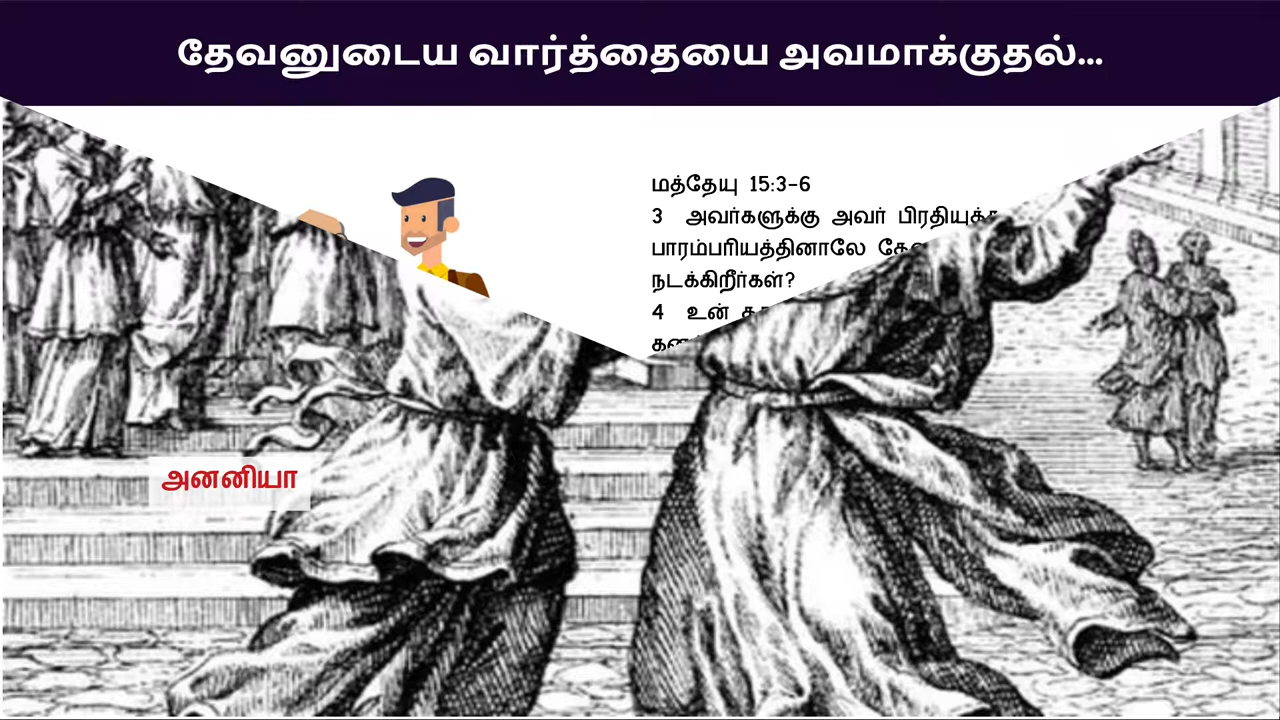 தேவனுடைய வார்த்தையை அவமாக்குதல்...
மத்தேயு 15:3-6
3 அவர்களுக்கு அவர்
பாரம்பரியத்தினாலே
நடக்கிறீர்கள்?
4 உன்
அனனியா